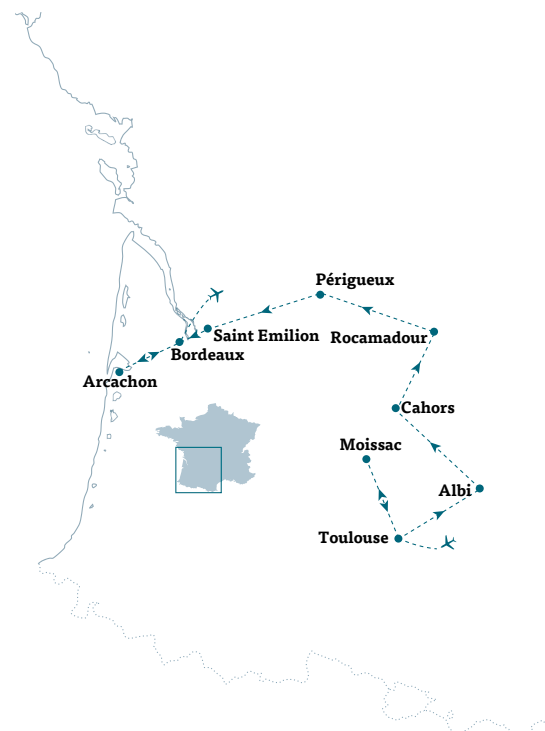 Périgueux
Saint Emilion
Rocamadour
Bordeaux
Arcachon
Cahors
Moissac
Albi
Toulouse